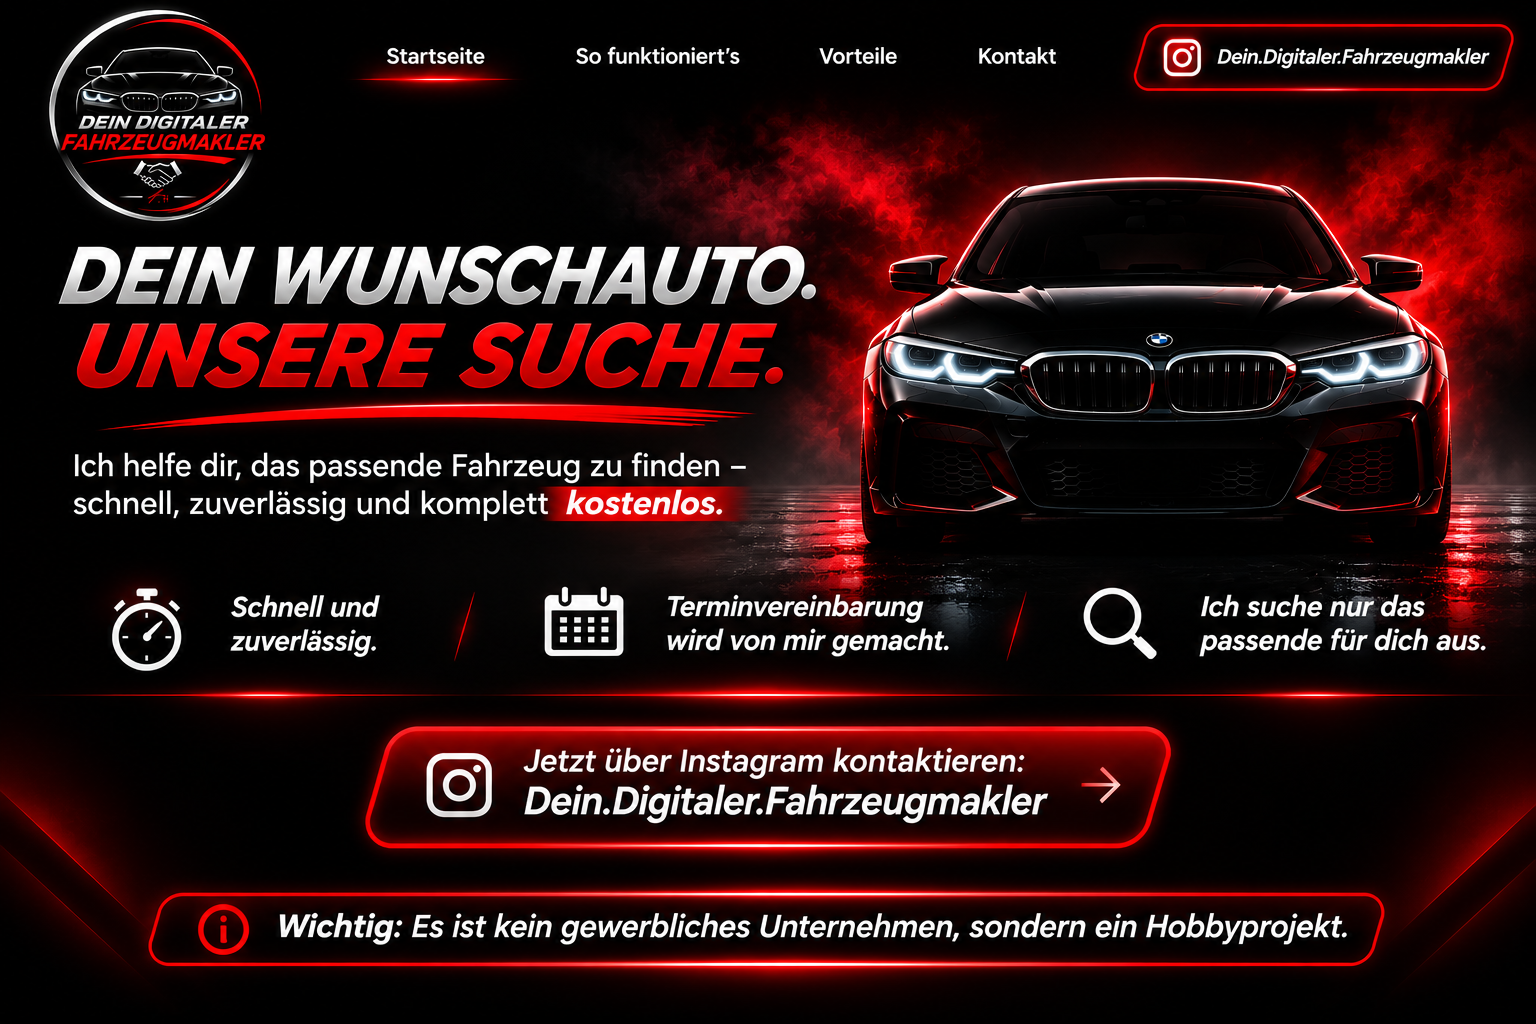 DEIN DIGITALER
FAHRZEUGMAKLER
Startseite
So funktioniert's
Vorteile
Kontakt
Dein.Digitaler.Fahrzeugmakler
DEIN WUNSCHAUTO.
UNSERE SUCHE.
Ich helfe dir, das passende Fahrzeug zu finden –
schnell, zuverlässig und komplett kostenlos.
Schnell und
zuverlässig.
Terminvereinbarung
wird von mir gemacht.
Ich suche nur das
passende für dich aus.
Jetzt über Instagram kontaktieren:
Dein.Digitaler.Fahrzeugmakler
Wichtig: Es ist kein gewerbliches Unternehmen, sondern ein Hobbyprojekt.